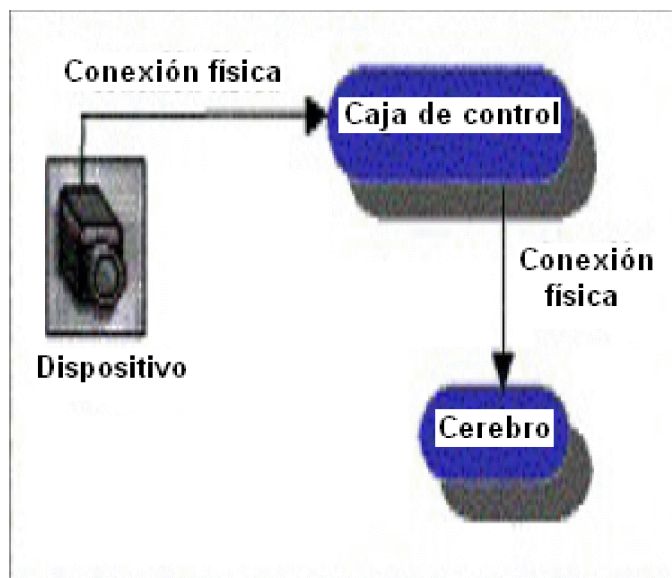 Conexión física
Caja de control
Conexión
física
Dispositivo
Cerebro